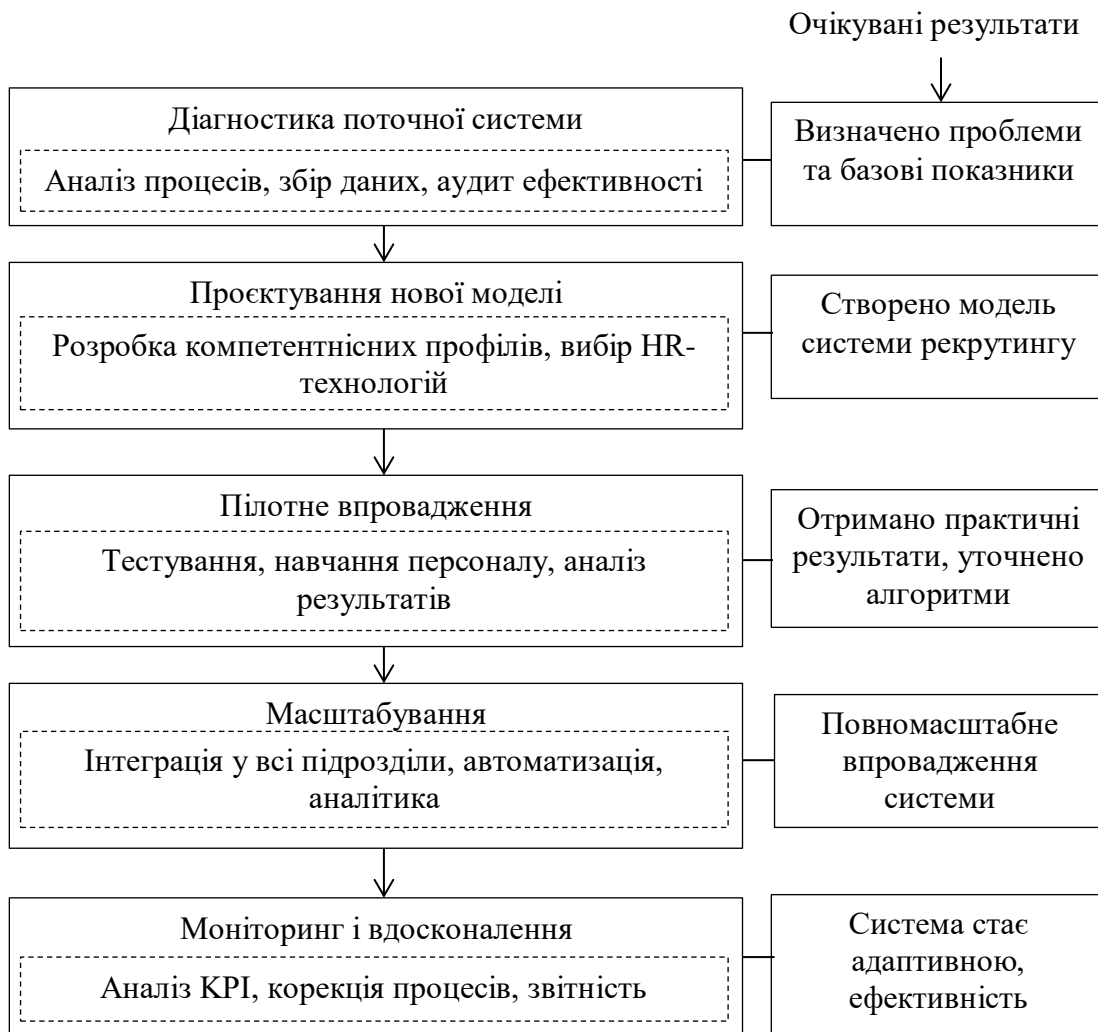 Очікувані результати
Діагностика поточної системи
Аналіз процесів, збір даних, аудит ефективності
Визначено проблеми
та базові показники
Проєктування нової моделі
Розробка компетентнісних профілів, вибір HR-
технологій
Створено модель
системи рекрутингу
Пілотне впровадження
Тестування, навчання персоналу, аналіз
результатів
Отримано практичні
результати, уточнено
алгоритми
Масштабування
Інтеграція у всі підрозділи, автоматизація,
аналітика
Повномасштабне
впровадження
системи
Моніторинг і вдосконалення
Аналіз KPI, корекція процесів, звітність
Система стає
адаптивною,
ефективність